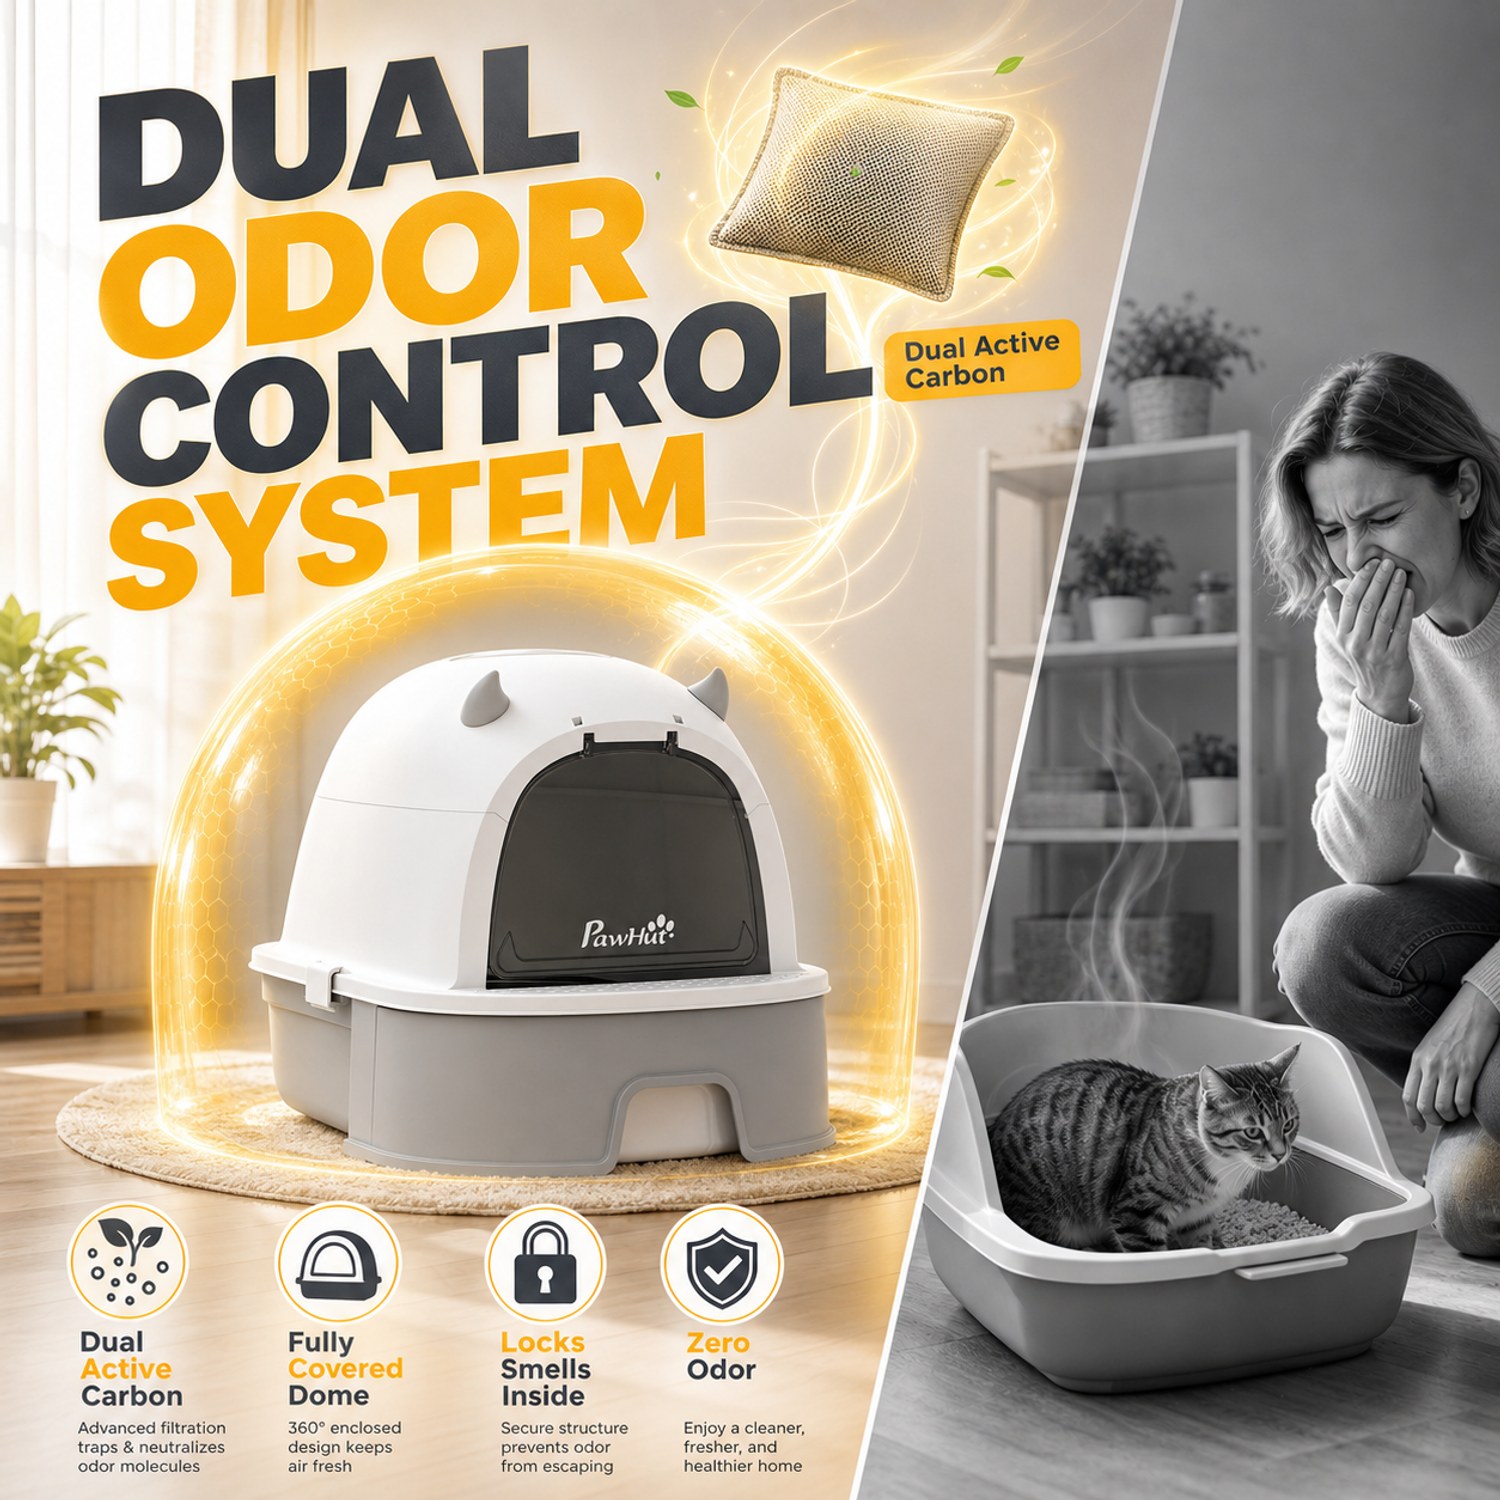 DUAL
ODOR
CONTROL
SYSTEM
Dual Active
Carbon
PawHut
Dual
Active
Carbon
Advanced filtration
traps & neutralizes
odor molecules
Fully
Covered
Dome
360° enclosed
design keeps
air fresh
Locks
Smells
Inside
Secure structure
prevents odor
from escaping
Zero
Odor
Enjoy a cleaner,
fresher, and
healthier home